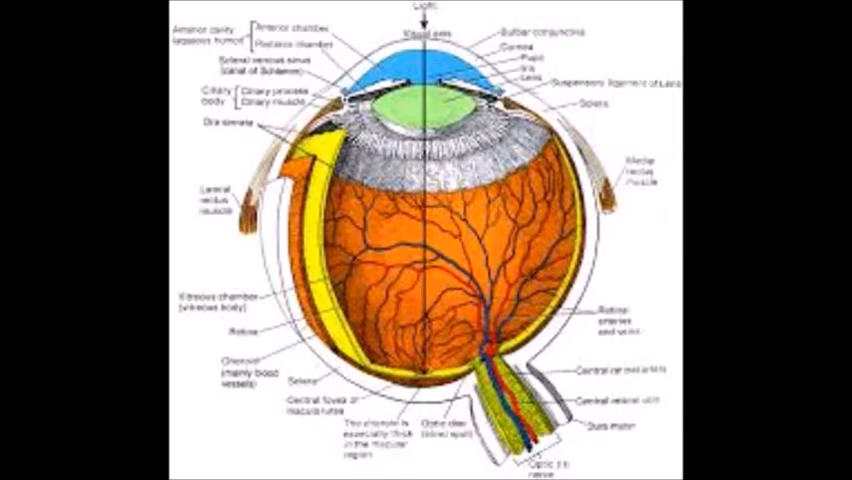 Light
Visual axis
Anterior cavity
(aqueous humor)
Anterior chamber
Posterior chamber
Scleral venous sinus
(canal of Schlemm)
Ciliary
body
Ciliary process
Ciliary muscle
Ora serrata
Lateral
rectus
muscle
Vitreous chamber
(vitreous body)
Retina
Choroid
(mainly blood
vessels)
Sclera
Central fovea of
macula lutea
The choroid is
especially thick
in the macular
region
Optic disc
(blind spot)
Optic (II)
nerve
Bulbar conjunctiva
Cornea
Pupil
Iris
Lens
Suspensory ligament of Lens
Sclera
Medial
rectus
muscle
Retinal
arteries
and veins
Central retinal artery
Central retinal vein
Dura mater